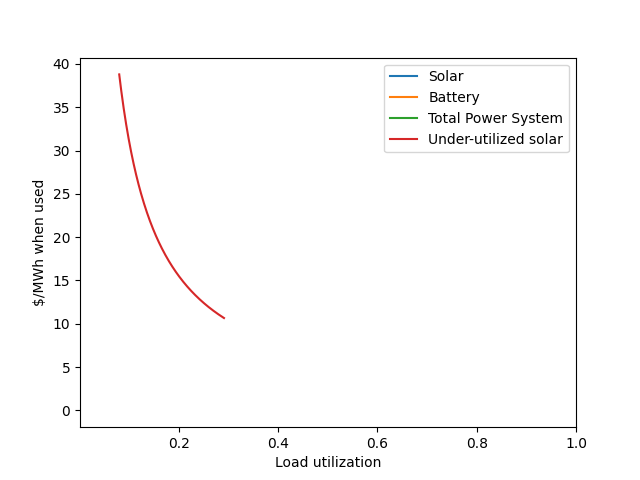 40
35
30
25
20
15
10
5
0
$/MWh when used
Solar
Battery
Total Power System
Under-utilized solar
0.2 0.4 0.6 0.8 1.0
Load utilization